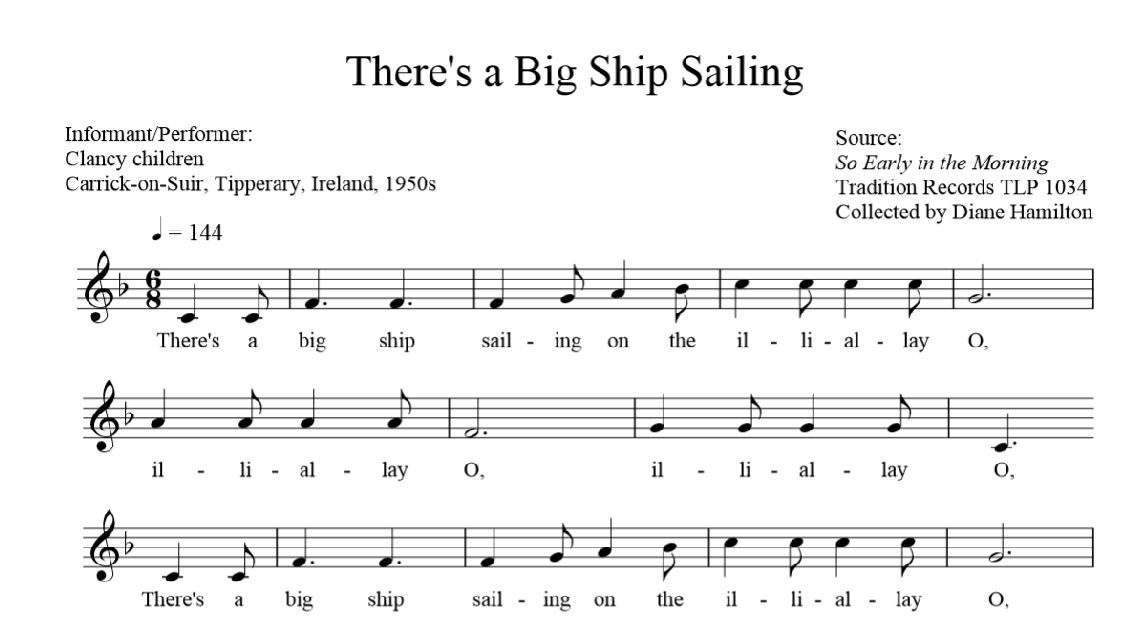 There's a Big Ship Sailing
Informant/Performer:
Clancy children
Carrick-on-Suir, Tipperary, Ireland, 1950s
Source:
So Early in the Morning
Tradition Records TLP 1034
Collected by Diane Hamilton
♩ = 144
6
8
There's a big ship sail - ing on the il - li - al - lay O,
il - li - al - lay O, il - li - al - lay O,
There's a big ship sail - ing on the il - li - al - lay O,